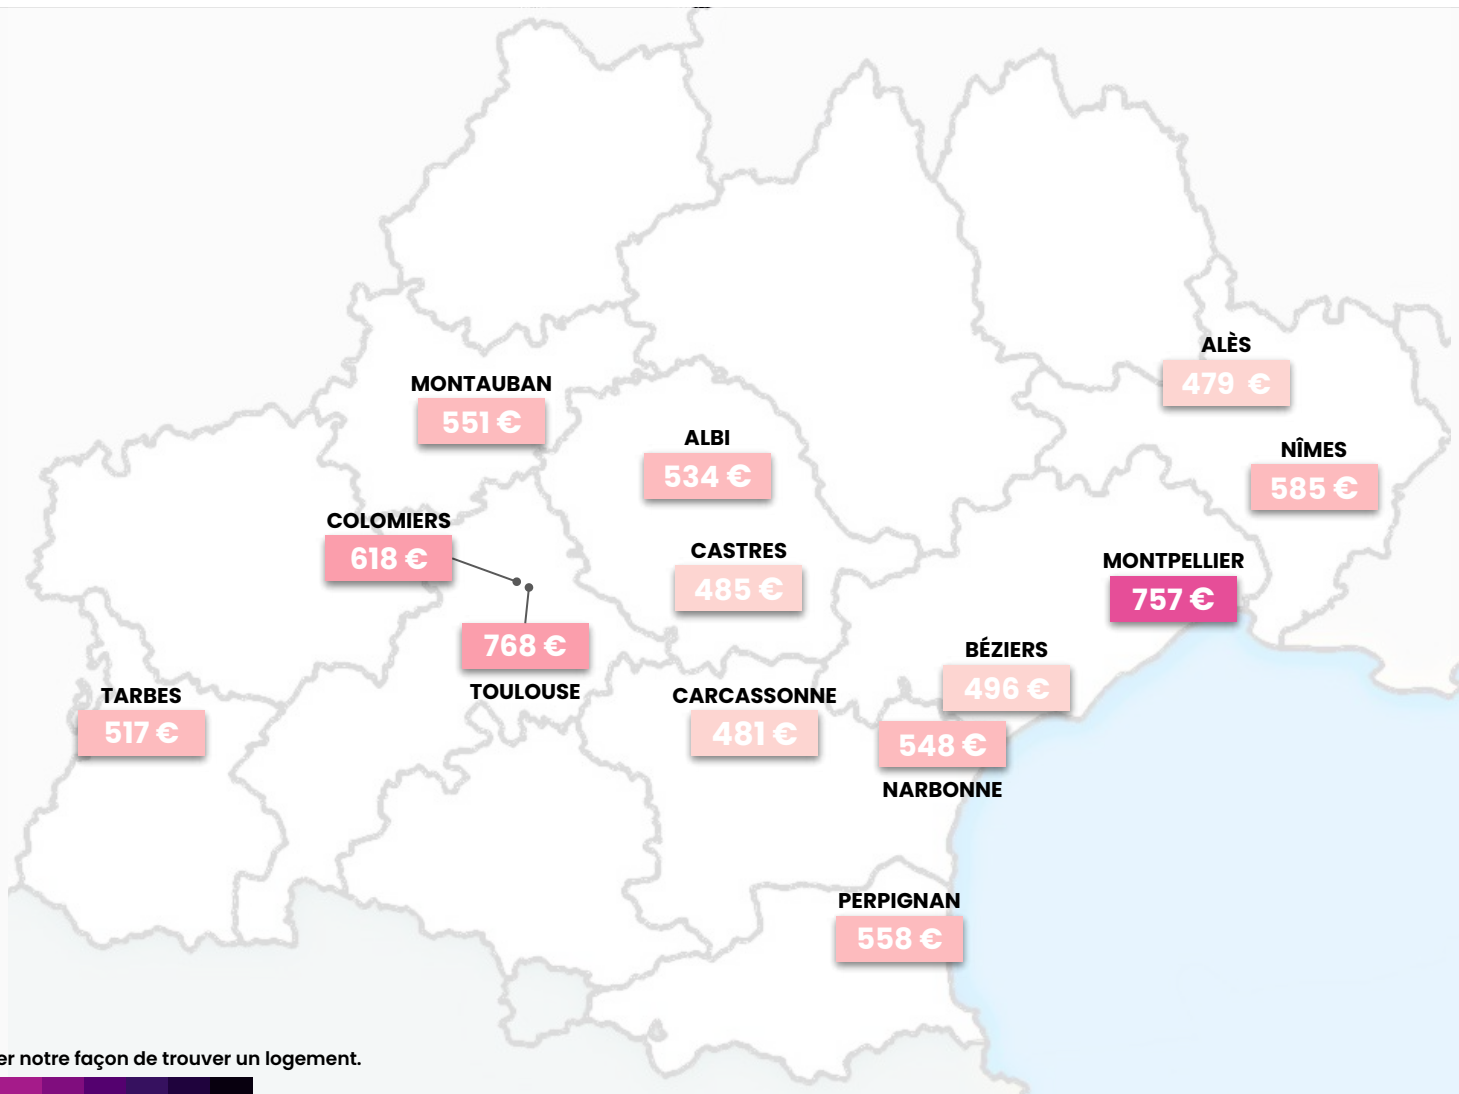 ALÈS
479 €
MONTAUBAN
551 €
ALBI
534 €
NÎMES
585 €
COLOMIERS
618 €
CASTRES
485 €
MONTPELLIER
757 €
768 €
TOULOUSE
BÉZIERS
496 €
TARBES
517 €
CARCASSONNE
481 €
548 €
NARBONNE
PERPIGNAN
558 €
er notre façon de trouver un logement.